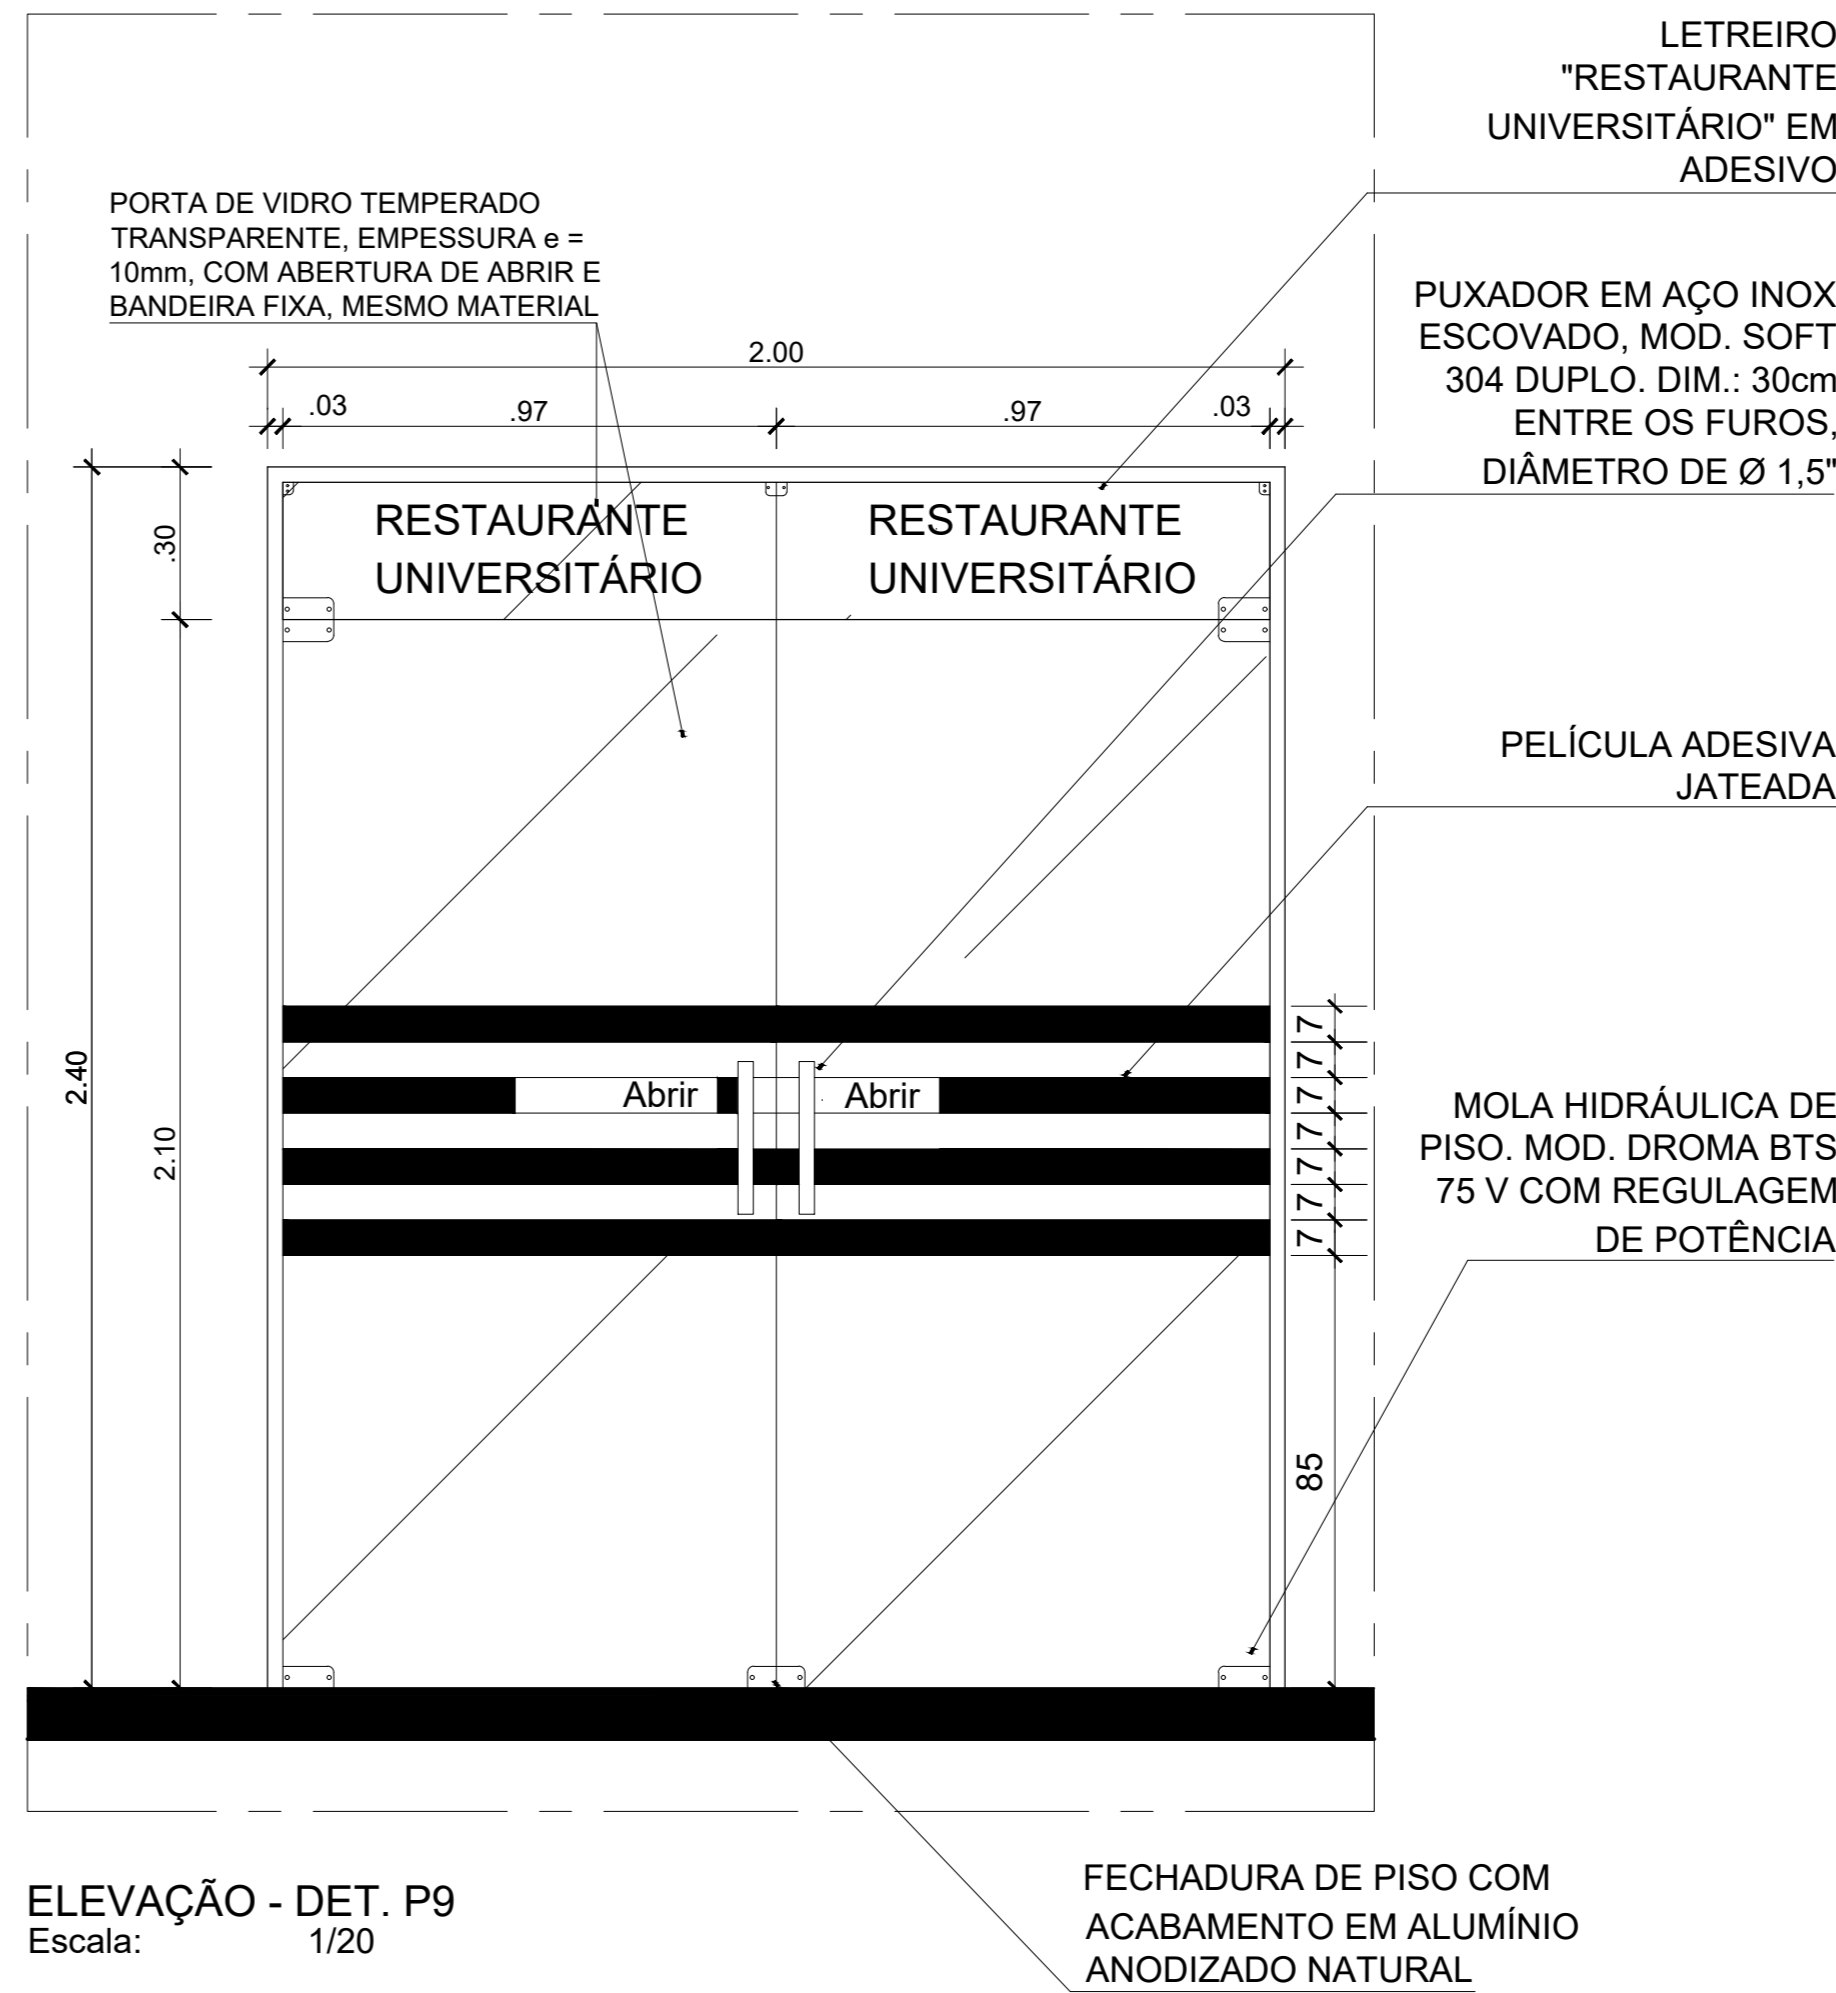 LETREIRO
"RESTAURANTE
UNIVERSITÁRIO" EM
ADESIVO
PORTA DE VIDRO TEMPERADO
TRANSPARENTE, EMPESSURA e =
10mm, COM ABERTURA DE ABRIR E
BANDEIRA FIXA, MESMO MATERIAL
PUXADOR EM AÇO INOX
ESCOVADO, MOD. SOFT
304 DUPLO. DIM.: 30cm
ENTRE OS FUROS,
DIÂMETRO DE Ø 1,5"
2.00
.03 .97 .97 .03
.30
RESTAURANTE
UNIVERSITÁRIO
RESTAURANTE
UNIVERSITÁRIO
PELÍCULA ADESIVA
JATEADA
2.40
2.10
Abrir
Abrir
7
7
7
7
7
7
7
85
MOLA HIDRÁULICA DE
PISO. MOD. DROMA BTS
75 V COM REGULAGEM
DE POTÊNCIA
FECHADURA DE PISO COM
ACABAMENTO EM ALUMÍNIO
ANODIZADO NATURAL
ELEVAÇÃO - DET. P9
Escala: 1/20